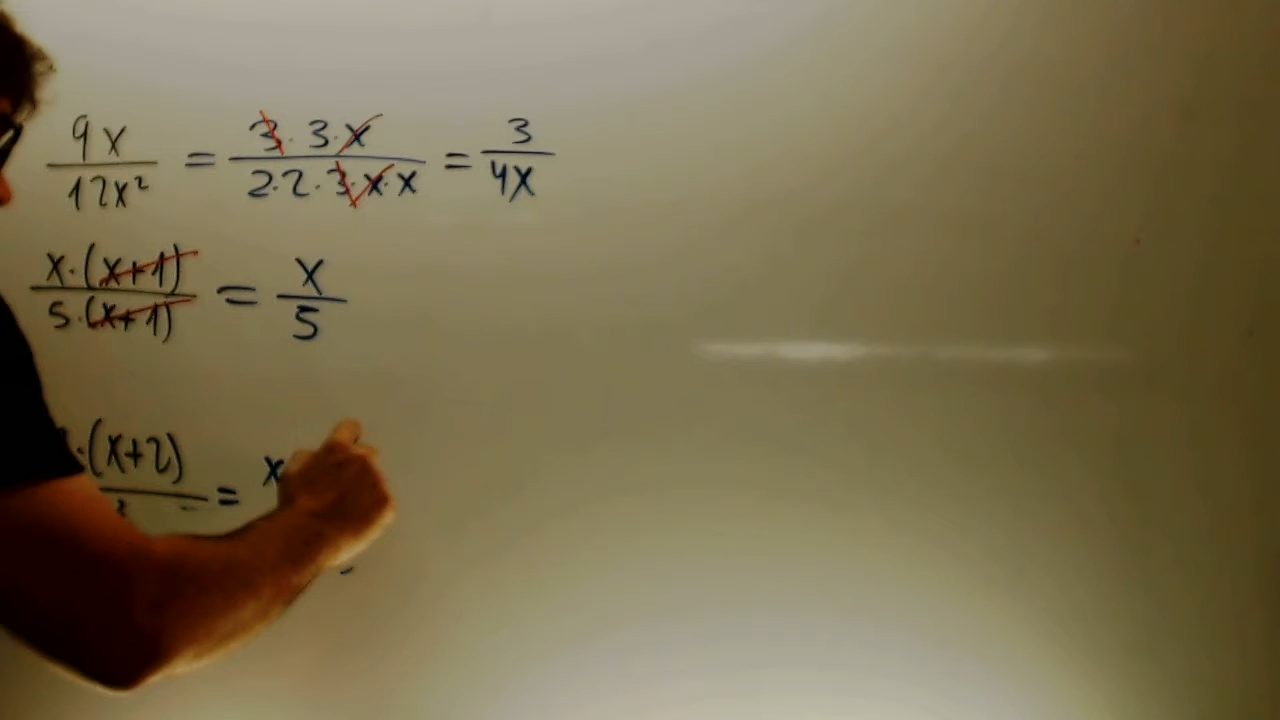 9x/12x² = 3·3·x/2·2·3·x·x = 3/4x
x·(x+1)/5·(x+1) = x/5
·(x+2) = x